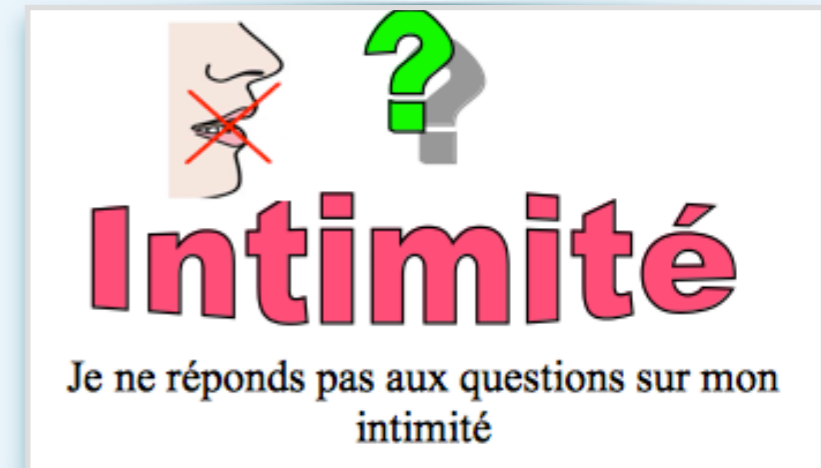 ?
Intimité
Je ne réponds pas aux questions sur mon
intimité